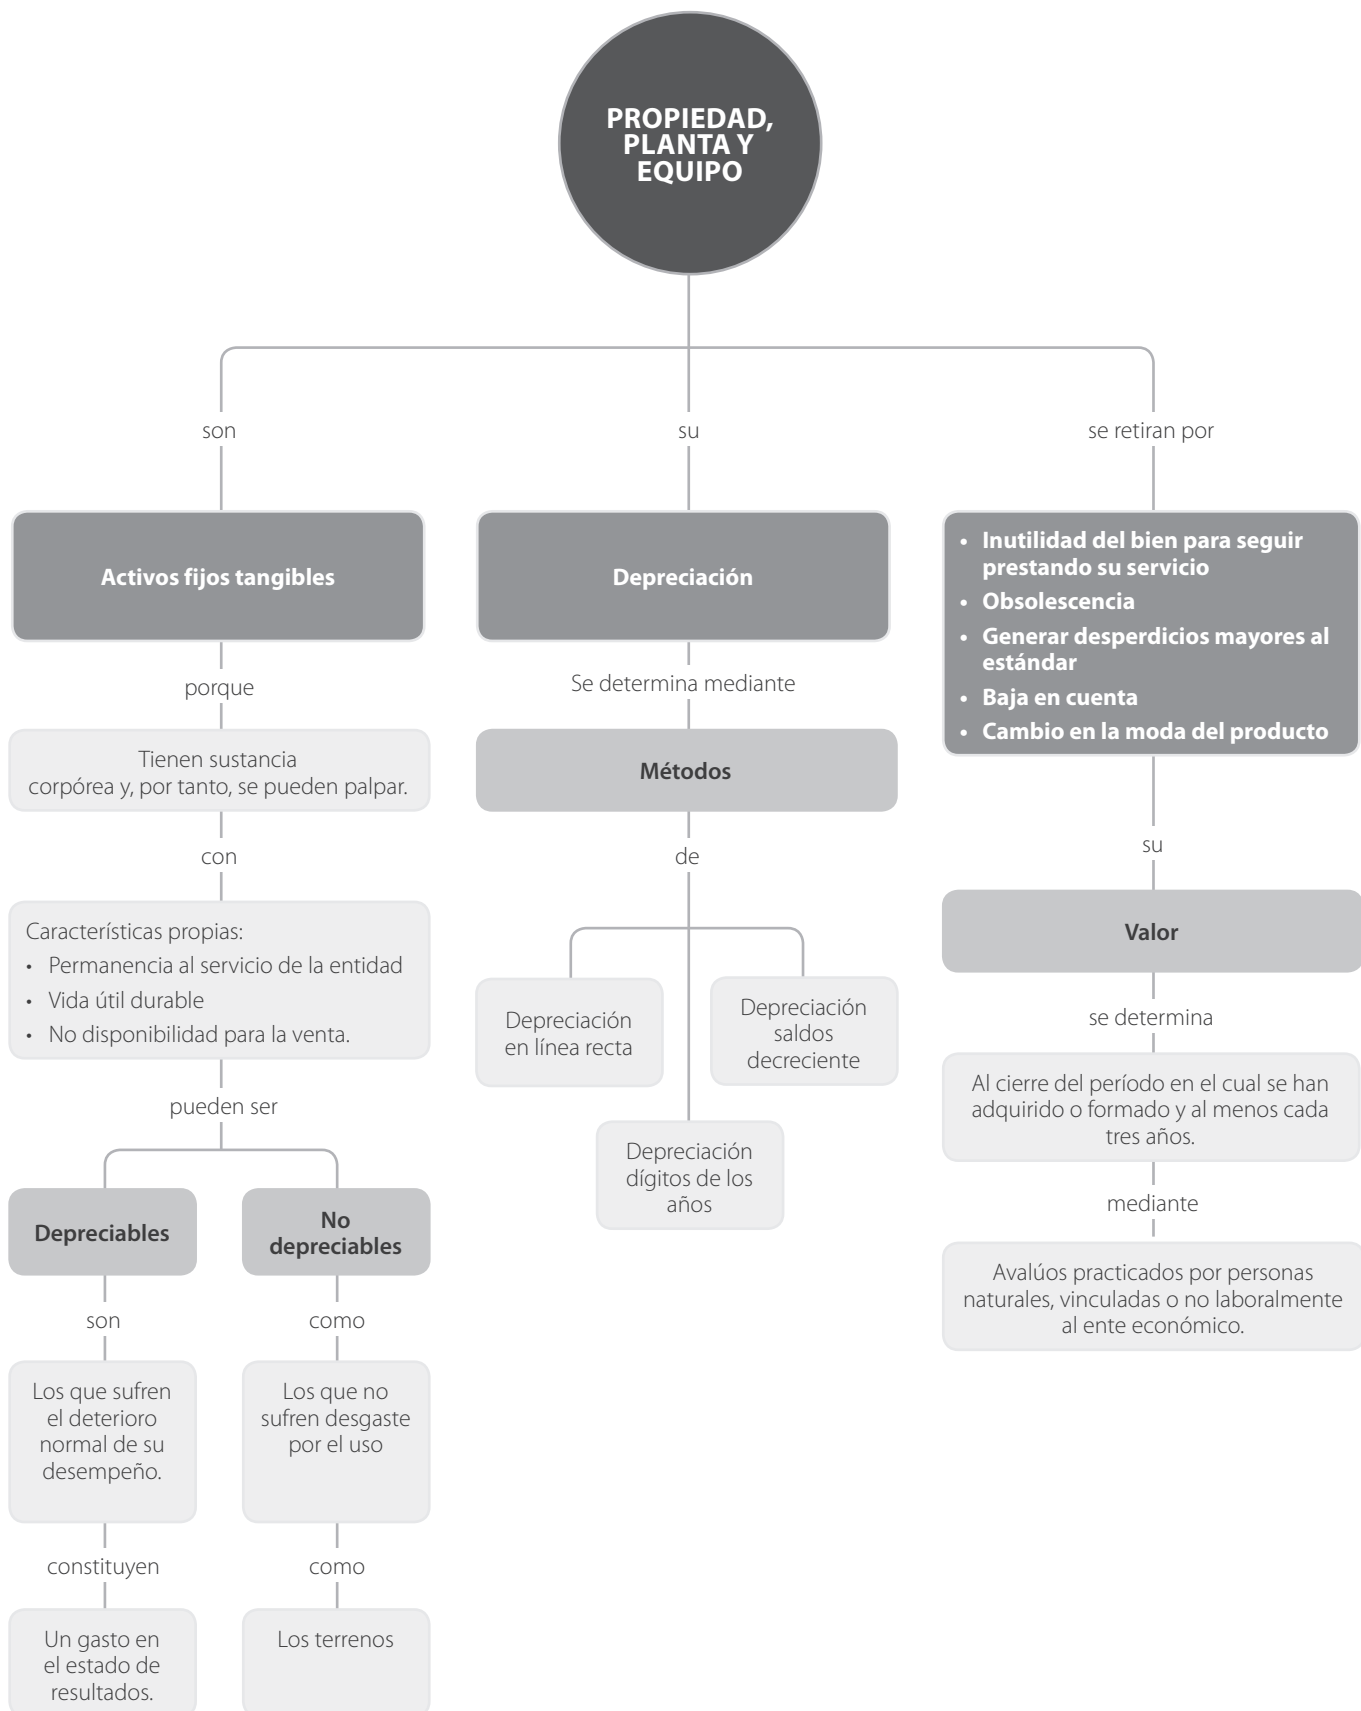 PROPIEDAD,
PLANTA Y
EQUIPO
son
Activos fijos tangibles
porque
Tienen sustancia
corpórea y, por tanto, se pueden palpar.
con
Características propias:
• Permanencia al servicio de la entidad
• Vida útil durable
• No disponibilidad para la venta.
pueden ser
Depreciables
son
Los que sufren
el deterioro
normal de su
desempeño.
constituyen
Un gasto en
el estado de
resultados.
No
depreciables
como
Los que no
sufren desgaste
por el uso
como
Los terrenos
su
Depreciación
Se determina mediante
Métodos
de
Depreciación
en línea recta
Depreciación
dígitos de los
años
Depreciación
saldos
decreciente
se retiran por
• Inutilidad del bien para seguir
prestando su servicio
• Obsolescencia
• Generar desperdicios mayores al
estándar
• Baja en cuenta
• Cambio en la moda del producto
su
Valor
se determina
Al cierre del período en el cual se han
adquirido o formado y al menos cada
tres años.
mediante
Avalúos practicados por personas
naturales, vinculadas o no laboralmente
al ente económico.